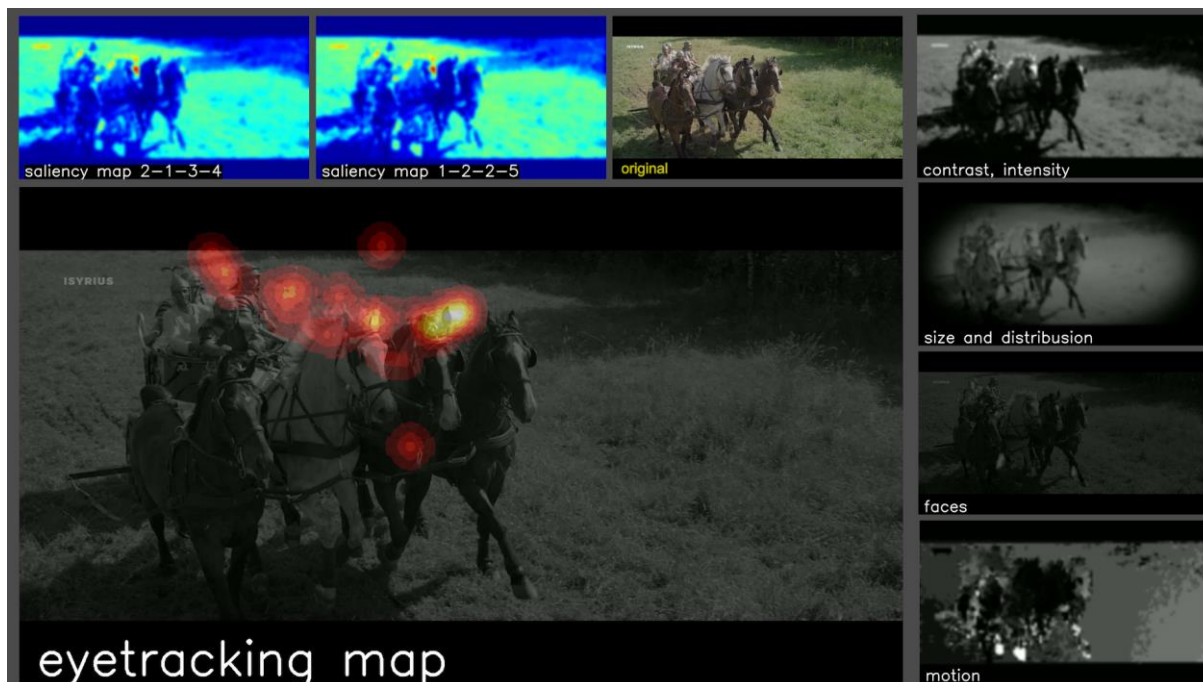 saliency map 2-1-3-4
saliency map 1-2-2-5
ISYRIUS
original
contrast, intensity
size and distribusion
faces
ISYRIUS
eyetracking map
motion